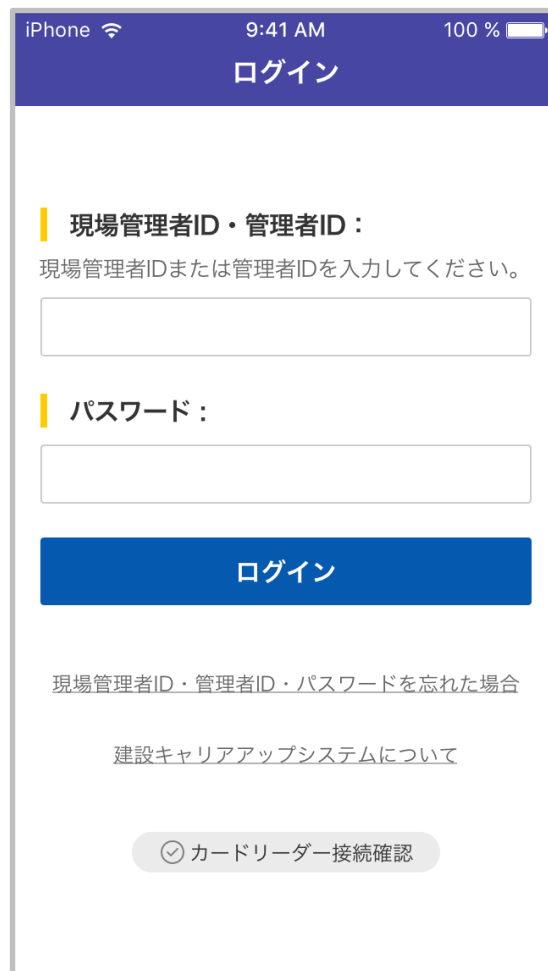 iPhone 9:41 AM 100 %
ログイン
現場管理者ID・管理者ID：
現場管理者IDまたは管理者IDを入力してください。
パスワード：
ログイン
現場管理者ID・管理者ID・パスワードを忘れた場合
建設キャリアアップシステムについて
カードリーダー接続確認